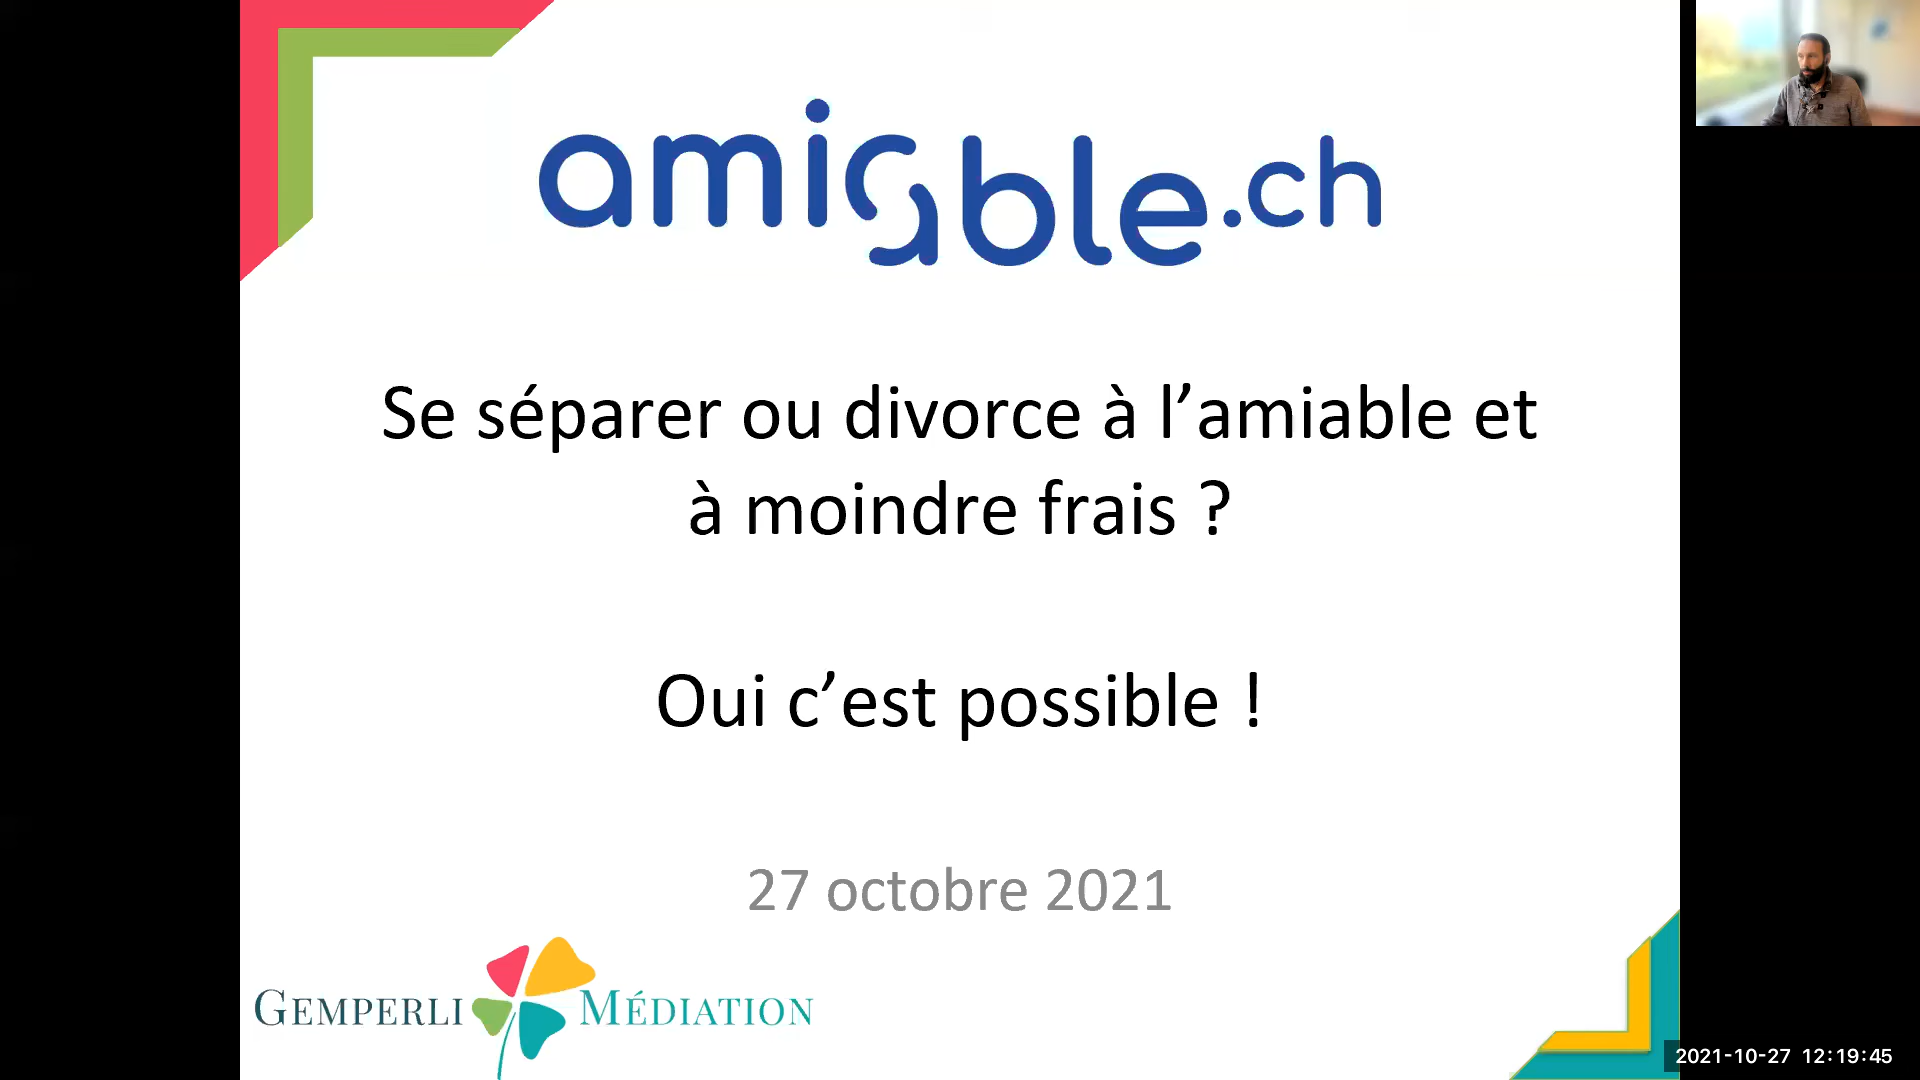 amiable.ch
Se séparer ou divorce à l’amiable et
à moindre frais ?
Oui c’est possible !
27 octobre 2021
GEMPERLI MÉDIATION
2021-10-27 12:19:45